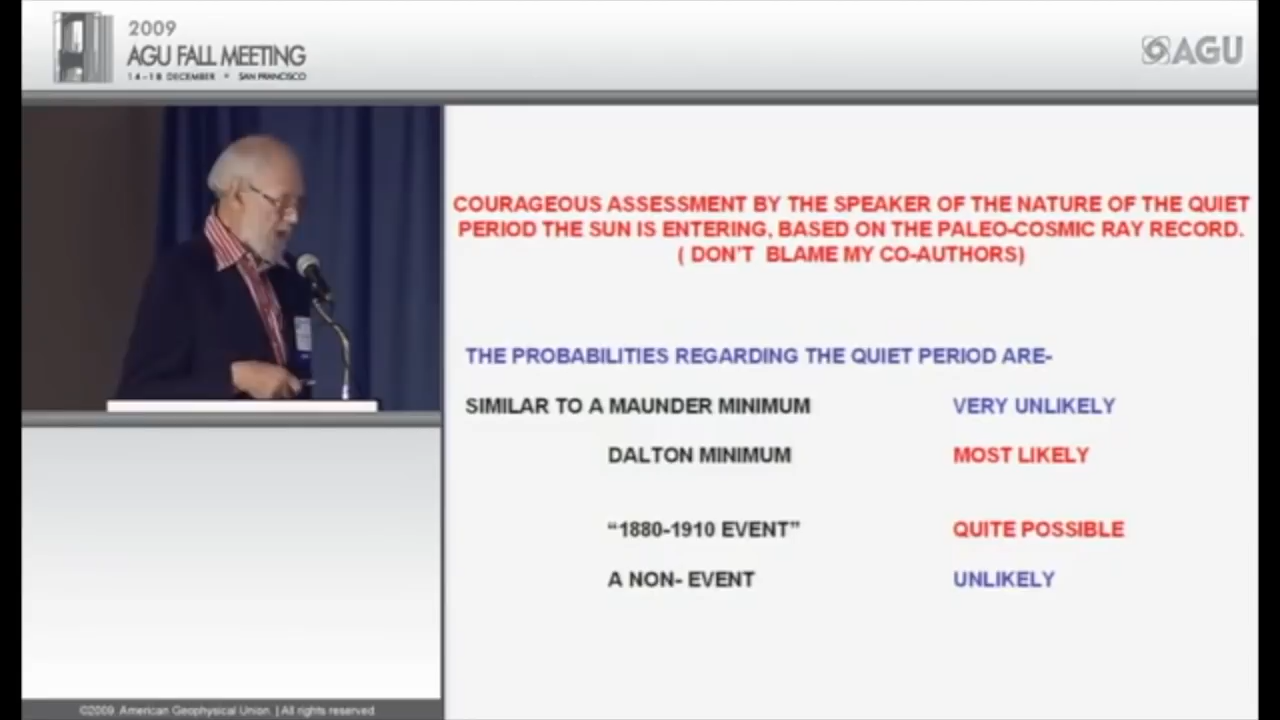 2009
AGU FALL MEETING
14-18 DECEMBER • SAN FRANCISCO
AGU
COURAGEOUS ASSESSMENT BY THE SPEAKER OF THE NATURE OF THE QUIET
PERIOD THE SUN IS ENTERING, BASED ON THE PALEO-COSMIC RAY RECORD.
( DON'T BLAME MY CO-AUTHORS)
THE PROBABILITIES REGARDING THE QUIET PERIOD ARE-
SIMILAR TO A MAUNDER MINIMUM VERY UNLIKELY
DALTON MINIMUM MOST LIKELY
“1880-1910 EVENT” QUITE POSSIBLE
A NON- EVENT UNLIKELY
©2009. American Geophysical Union. | All rights reserved.